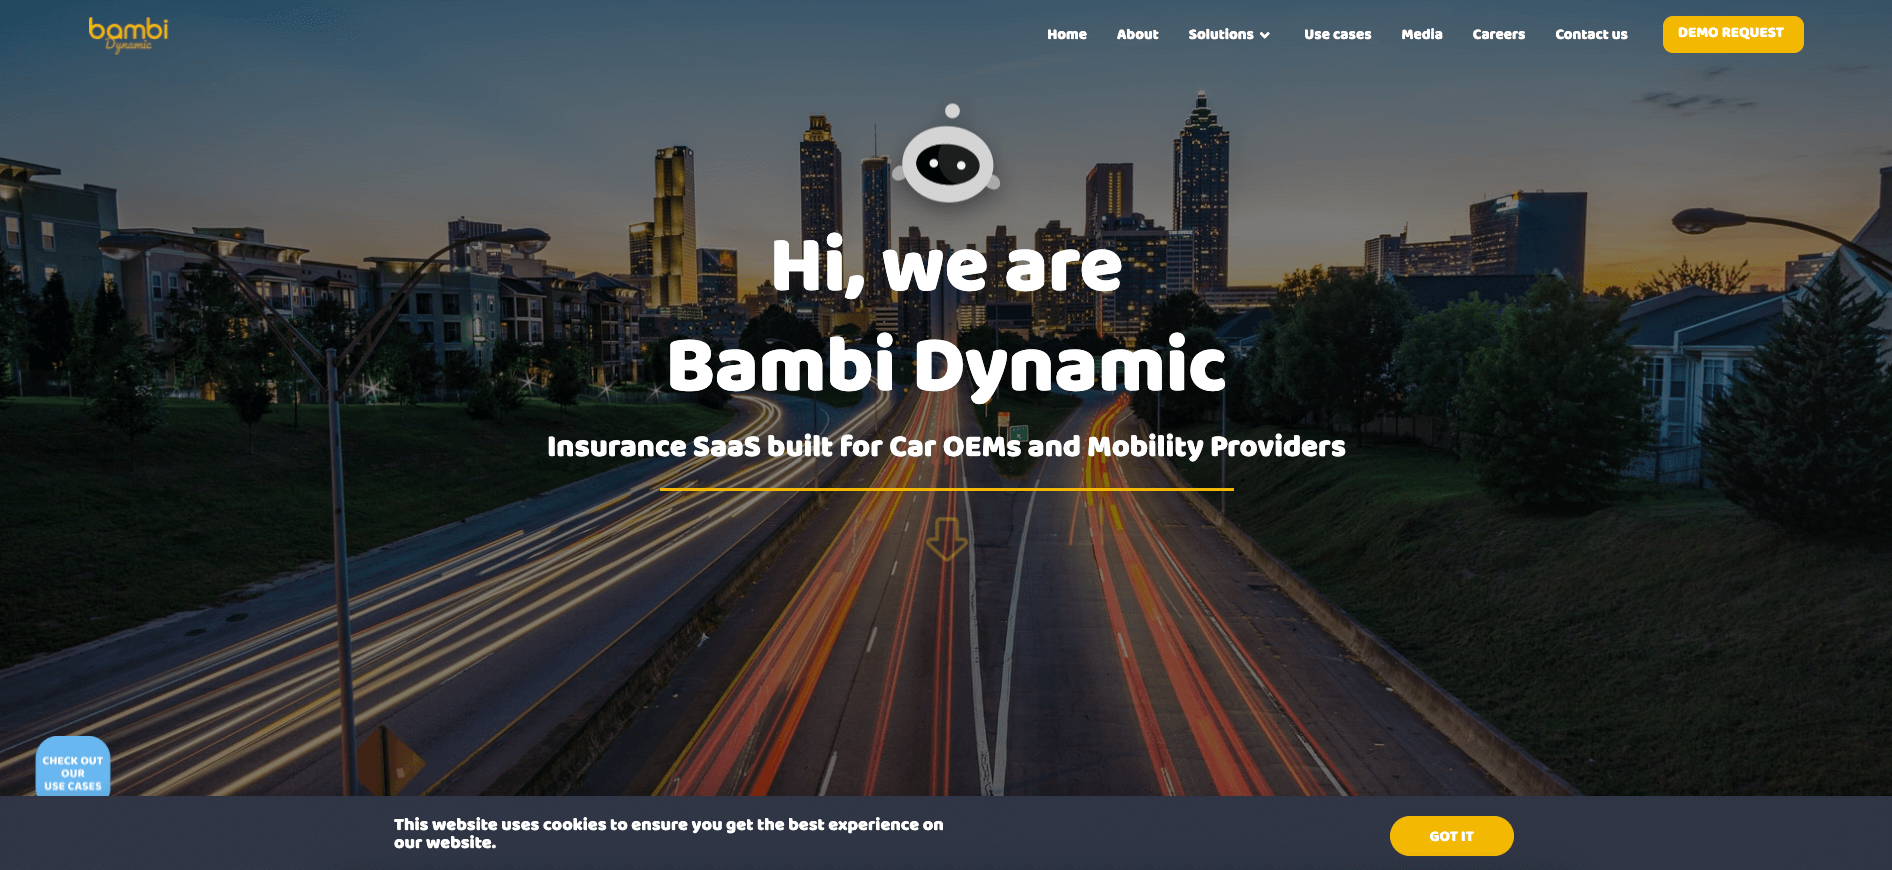 bambi
Dynamic
Home
About
Solutions
Use cases
Media
Careers
Contact us
DEMO REQUEST
Hi, we are
Bambi Dynamic
Insurance SaaS built for Car OEMs and Mobility Providers
CHECK OUT
OUR
USE CASES
This website uses cookies to ensure you get the best experience on
our website.
GOT IT